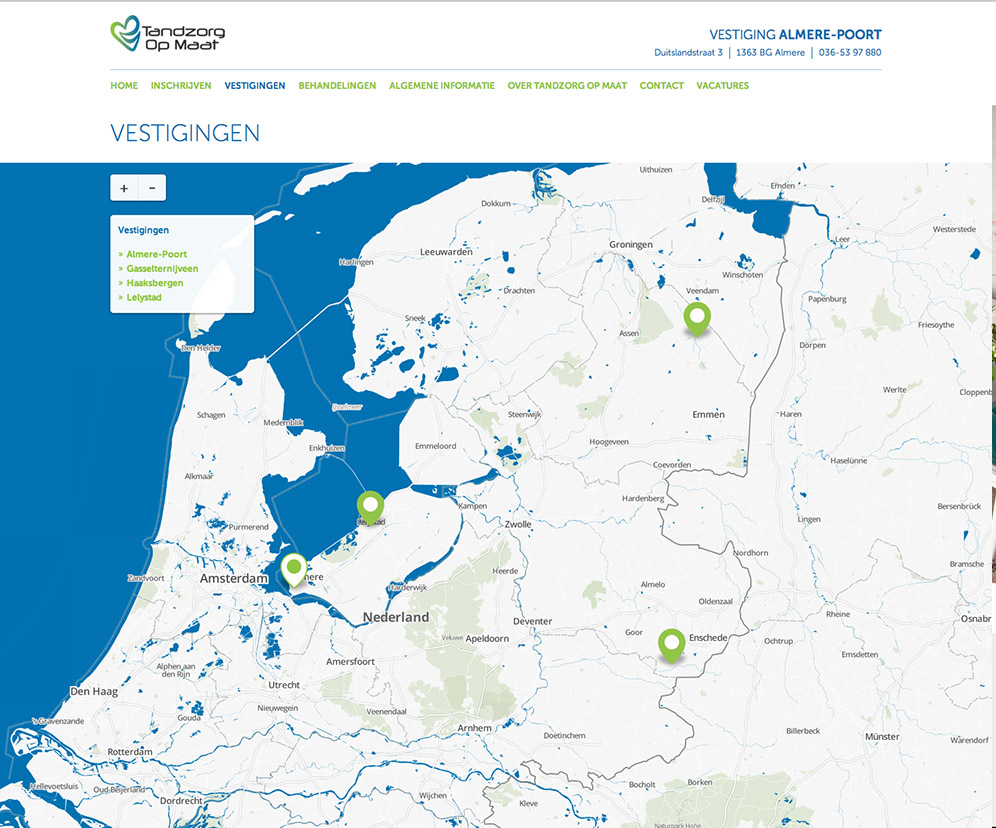 Tandzorg
Op Maat
VESTIGING ALMERE-POORT
Duitslandstraat 3 | 1363 BG Almere | 036-53 97 880
HOME INSCHRIJVEN VESTIGINGEN BEHANDELINGEN ALGEMENE INFORMATIE OVER TANDZORG OP MAAT CONTACT VACATURES
VESTIGINGEN
+ -
Vestigingen
» Almere-Poort
» Gasselternijveen
» Haaksbergen
» Lelystad
Uithuizen
Emden
Delfzijl
Dokkum
Leer
Westerstede
Groningen
Leeuwarden
Harlingen
Winschoten
Drachten
Veendam
Papenburg
Sneek
Friesoythe
Assen
Den Helder
Dörpen
Werlte
Cloppenb
IJsselmeer
Schagen
Steenwijk
Emmen
Haren
Medemblik
Enkhuizen
Emmeloord
Hoogeveen
Haselünne
Coevorden
Alkmaar
Hardenberg
Kampen
Bersenbrück
Lingen
Purmerend
Zwolle
Nordhorn
Bramsche
Heerde
Zandvoort
Amsterdam
mere
Harderwijk
Almelo
Oldenzaal
Nederland
Deventer
Rheine
Osnabr
Goor
Enschede
Veluwe
Apeldoorn
Ochtrup
Emsdetten
Amersfoort
Alphen aan
den Rijn
Utrecht
Den Haag
Nieuwegein
Veenendaal
Gouda
's Gravenzande
Arnhem
Billerbeck
Doetinchem
Münster
Warendorf
Rotterdam
Hellevoetsluis
Oud-Beijerland
Bocholt
Borken
Wijchen
Dordrecht
Kleve
Naturpark Hohe